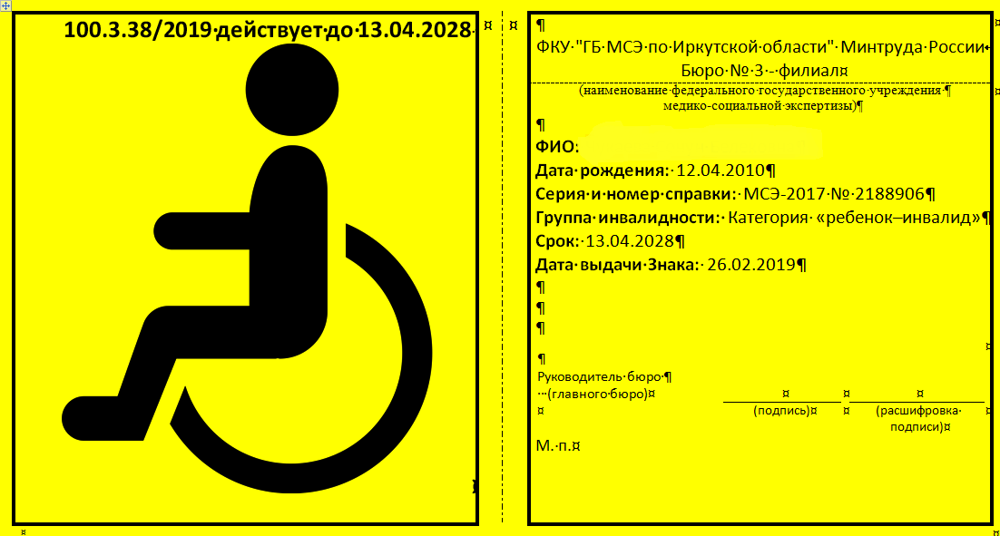 100.3.38/2019 действует до 13.04.2028
ФКУ "ГБ МСЭ по Иркутской области" Минтруда России
Бюро № 3 - филиал
(наименование федерального государственного учреждения
медико-социальной экспертизы)
ФИО:
Дата рождения: 12.04.2010
Серия и номер справки: МСЭ-2017 № 2188906
Группа инвалидности: Категория «ребенок–инвалид»
Срок: 13.04.2028
Дата выдачи Знака: 26.02.2019
Руководитель бюро
(главного бюро)
(подпись)
(расшифровка
подписи)
М. п.